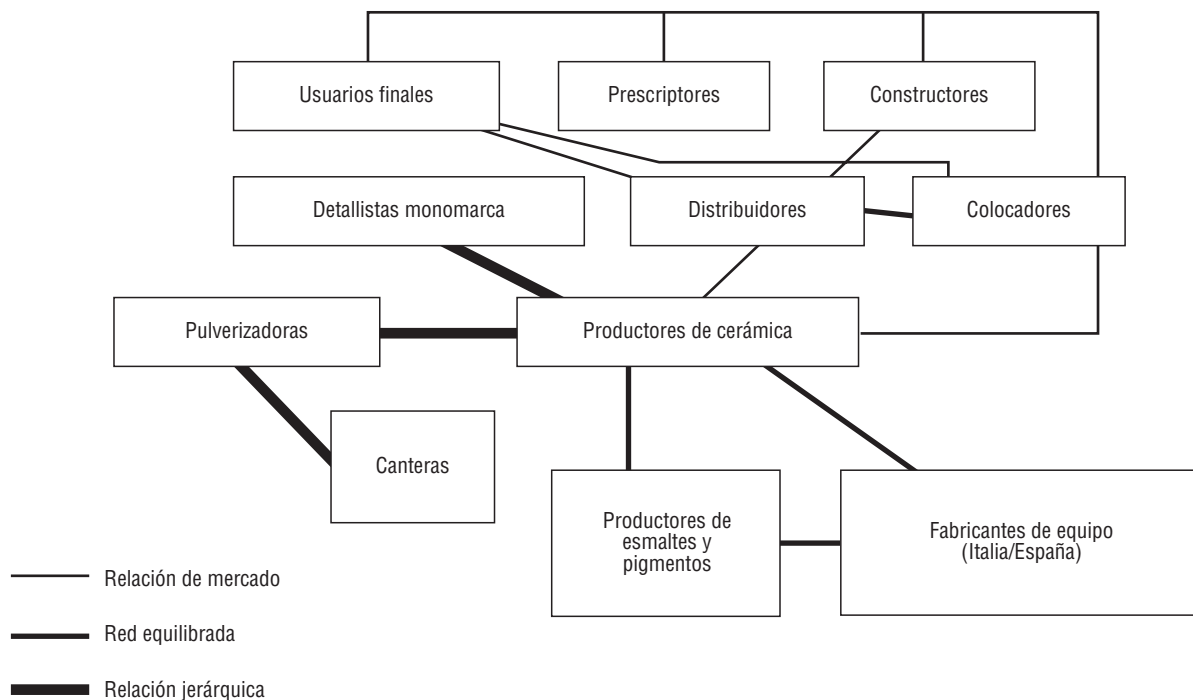 Usuarios finales
Prescriptores
Constructores
Detallistas monomarca
Distribuidores
Colocadores
Pulverizadoras
Productores de cerámica
Canteras
Productores de
esmaltes y
pigmentos
Fabricantes de equipo
(Italia/España)
Relación de mercado
Red equilibrada
Relación jerárquica